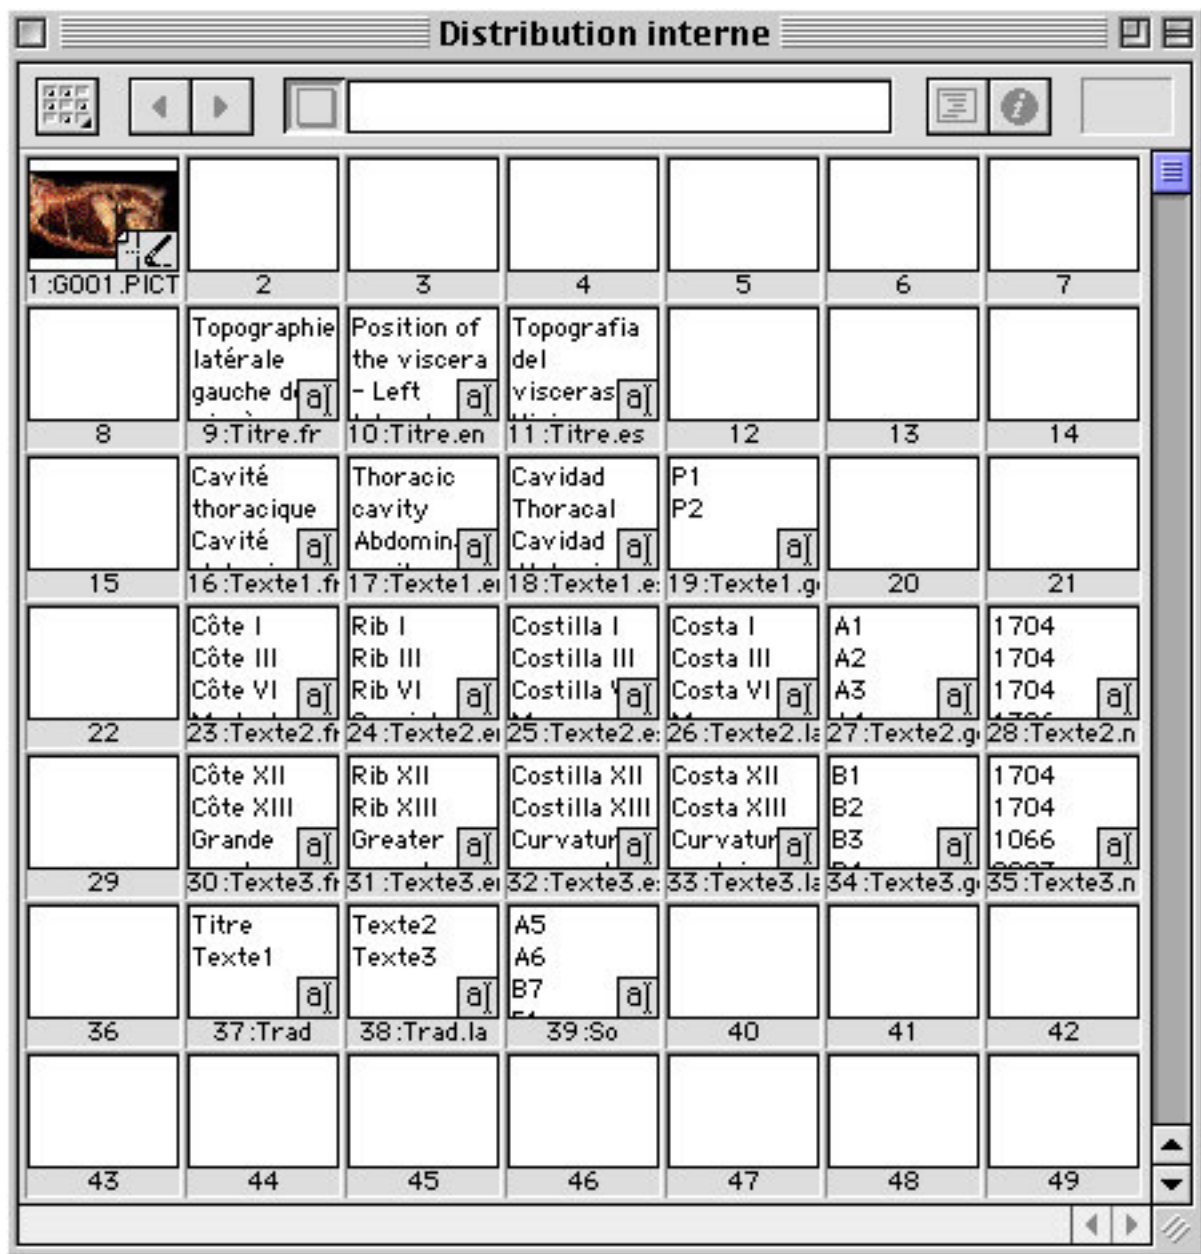 Distribution interne
1:G001.PICT
2
3
4
5
6
7
8
Topographie
latérale
gauche
9:Titre.fr
Position of
the viscera
- Left
10:Titre.en
Topografia
del
visceras
11:Titre.es
12
13
14
15
Cavité
thoracique
Cavité
16:Texte1.fr
Thoracic
cavity
Abdomin
17:Texte1.e
Cavidad
Thoracal
Cavidad
18:Texte1.e
P1
P2
19:Texte1.g
20
21
22
Côte I
Côte III
Côte VI
23:Texte2.fr
Rib I
Rib III
Rib VI
24:Texte2.e
Costilla I
Costilla III
Costilla
25:Texte2.e
Costa I
Costa III
Costa VI
26:Texte2.la
A1
A2
A3
27:Texte2.g
1704
1704
1704
28:Texte2.n
29
Côte XII
Côte XIII
Grande
30:Texte3.fr
Rib XII
Rib XIII
Greater
31:Texte3.e
Costilla XII
Costilla XIII
Curvatur
32:Texte3.e
Costa XII
Costa XIII
Curvatur
33:Texte3.la
B1
B2
B3
34:Texte3.g
1704
1704
1066
35:Texte3.n
36
Titre
Texte1
37:Trad
Texte2
Texte3
38:Trad.la
A5
A6
B7
39:So
40
41
42
43
44
45
46
47
48
49